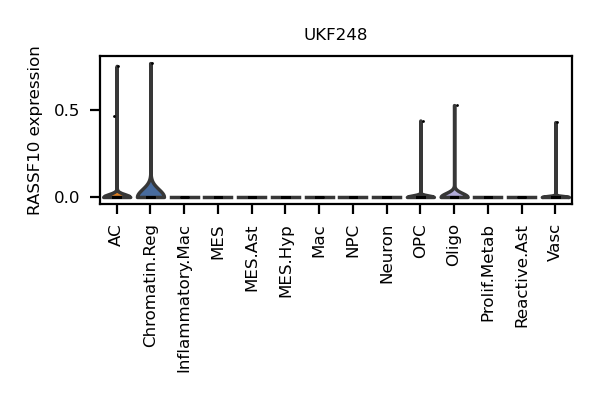 UKF248
RASSF10 expression
0.5
0.0
AC
Chromatin.Reg
Inflammatory.Mac
MES
MES.Ast
MES.Hyp
Mac
NPC
Neuron
OPC
Oligo
Prolif.Metab
Reactive.Ast
Vasc